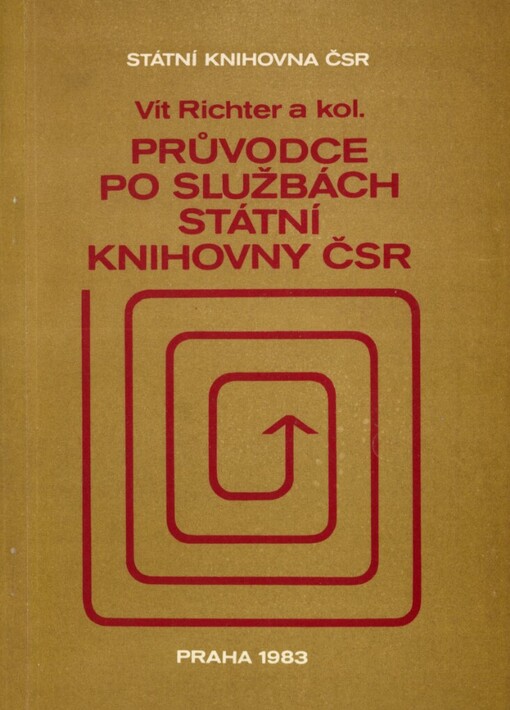 STÁTNÍ KNIHOVNA ČSR
Vít Richter a kol.
PRŮVODCE
PO SLUŽBÁCH
STÁTNÍ
KNIHOVNY ČSR
PRAHA 1983